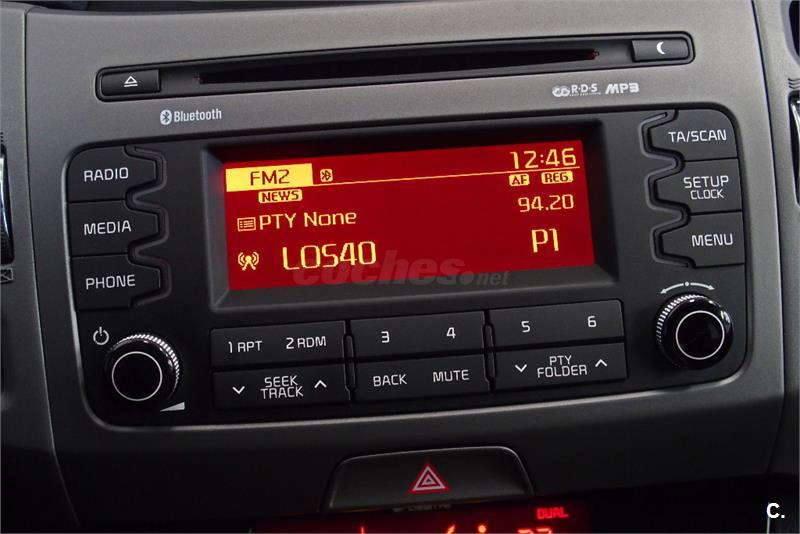 R·D·S MP3
Bluetooth
RADIO
MEDIA
PHONE
FM2
12:46
NEWS
AF REG
PTY None
94.20
LOS40
P1
coches.net
TA/SCAN
SETUP
CLOCK
MENU
1 RPT 2 RDM
3 4
5 6
SEEK
TRACK
BACK MUTE
PTY
FOLDER
DUAL
C.